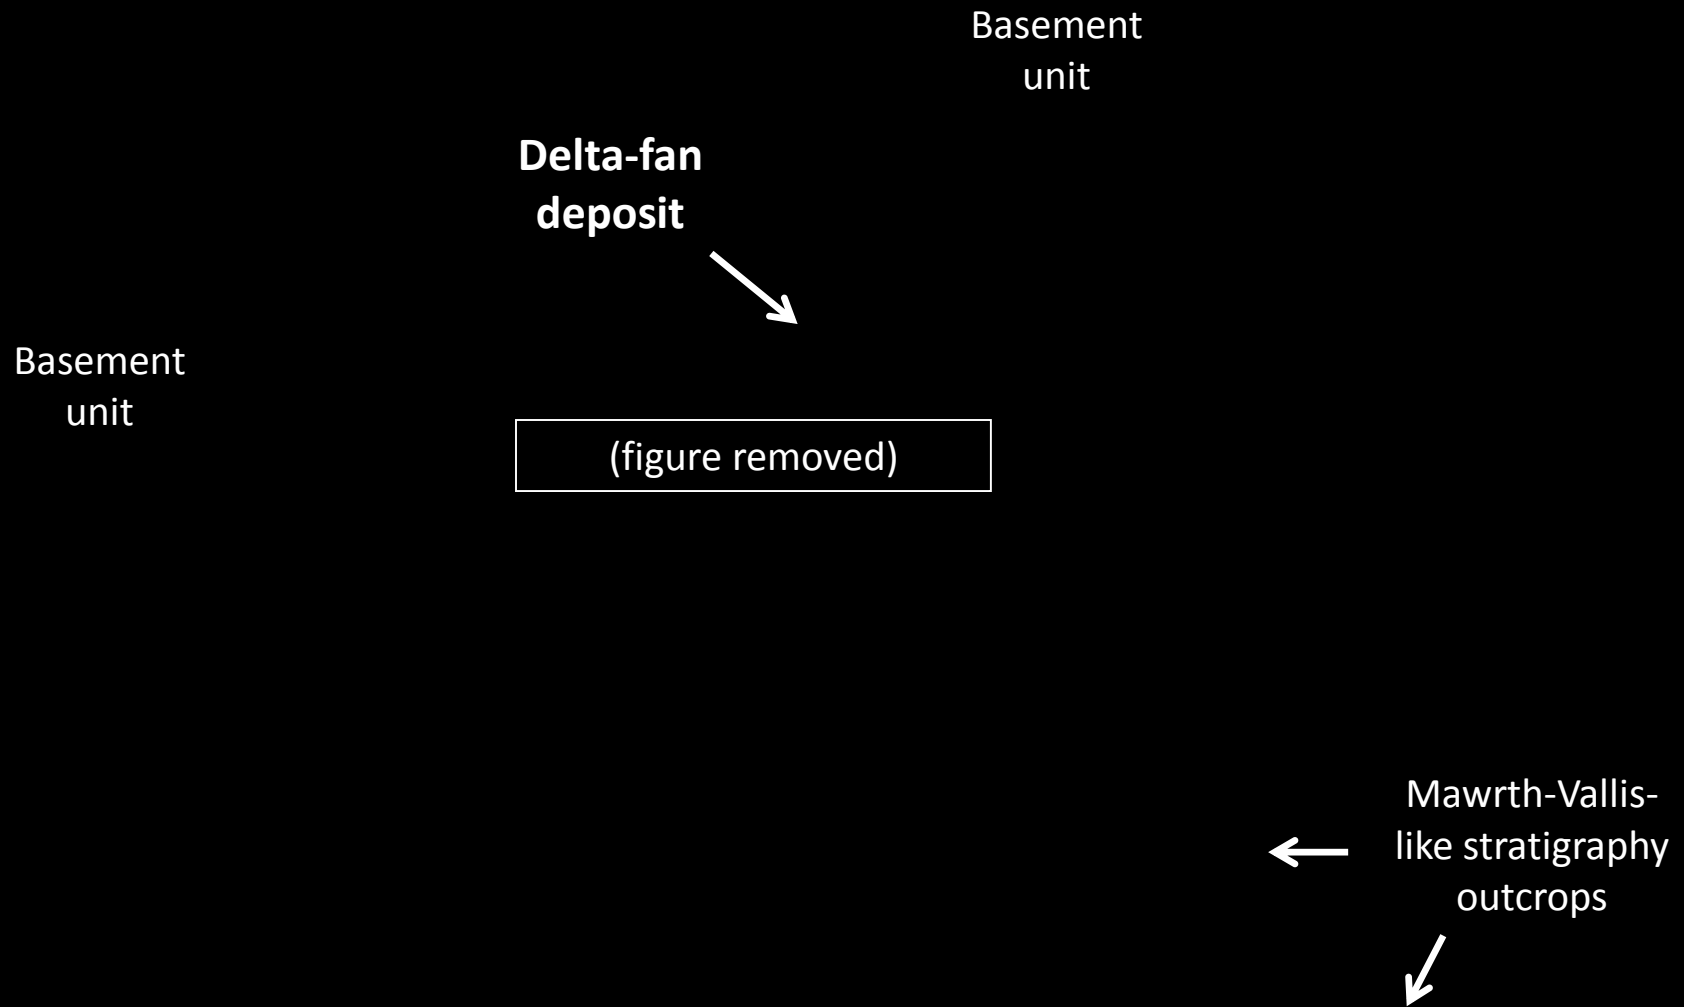 Basement
unit
Delta-fan
deposit
Basement
unit
(figure removed)
Mawrth-Vallis-
like stratigraphy
outcrops